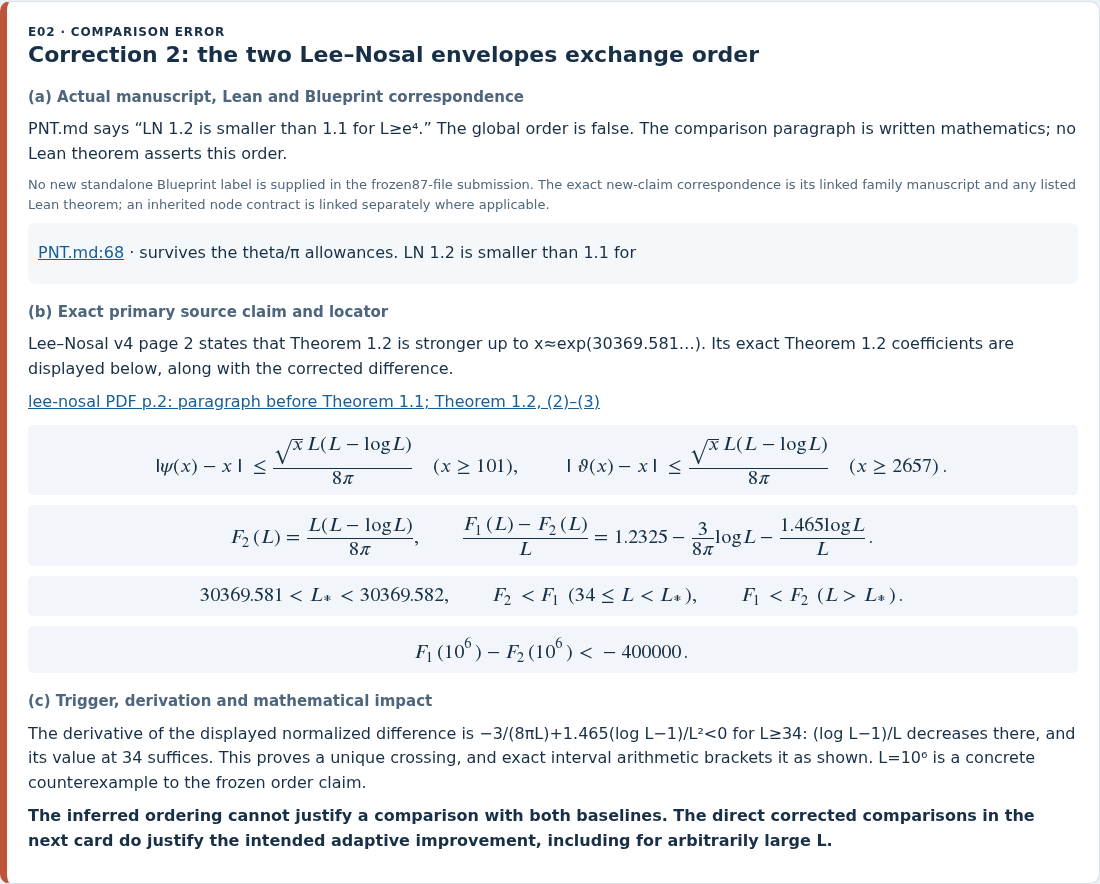 E02 · COMPARISON ERROR
Correction 2: the two Lee–Nosal envelopes exchange order
(a) Actual manuscript, Lean and Blueprint correspondence
PNT.md says “LN 1.2 is smaller than 1.1 for L≥e⁴.” The global order is false. The comparison paragraph is written mathematics; no
Lean theorem asserts this order.
No new standalone Blueprint label is supplied in the frozen87-file submission. The exact new-claim correspondence is its linked family manuscript and any listed
Lean theorem; an inherited node contract is linked separately where applicable.
PNT.md:68 · survives the theta/π allowances. LN 1.2 is smaller than 1.1 for
(b) Exact primary source claim and locator
Lee–Nosal v4 page 2 states that Theorem 1.2 is stronger up to x≈exp(30369.581…). Its exact Theorem 1.2 coefficients are
displayed below, along with the corrected difference.
lee-nosal PDF p.2: paragraph before Theorem 1.1; Theorem 1.2, (2)–(3)
|ψ(x) − x| ≤ √x L(L − log L) / 8π (x ≥ 101), |ϑ(x) − x| ≤ √x L(L − log L) / 8π (x ≥ 2657).
F₂(L) = L(L − log L) / 8π, (F₁(L) − F₂(L)) / L = 1.2325 − 3/8π log L − 1.465 log L / L.
30369.581 < L∗ < 30369.582, F₂ < F₁ (34 ≤ L < L∗), F₁ < F₂ (L > L∗).
F₁(10⁶) − F₂(10⁶) < − 400000.
(c) Trigger, derivation and mathematical impact
The derivative of the displayed normalized difference is −3/(8πL)+1.465(log L−1)/L²<0 for L≥34: (log L−1)/L decreases there, and
its value at 34 suffices. This proves a unique crossing, and exact interval arithmetic brackets it as shown. L=10⁶ is a concrete
counterexample to the frozen order claim.
The inferred ordering cannot justify a comparison with both baselines. The direct corrected comparisons in the
next card do justify the intended adaptive improvement, including for arbitrarily large L.